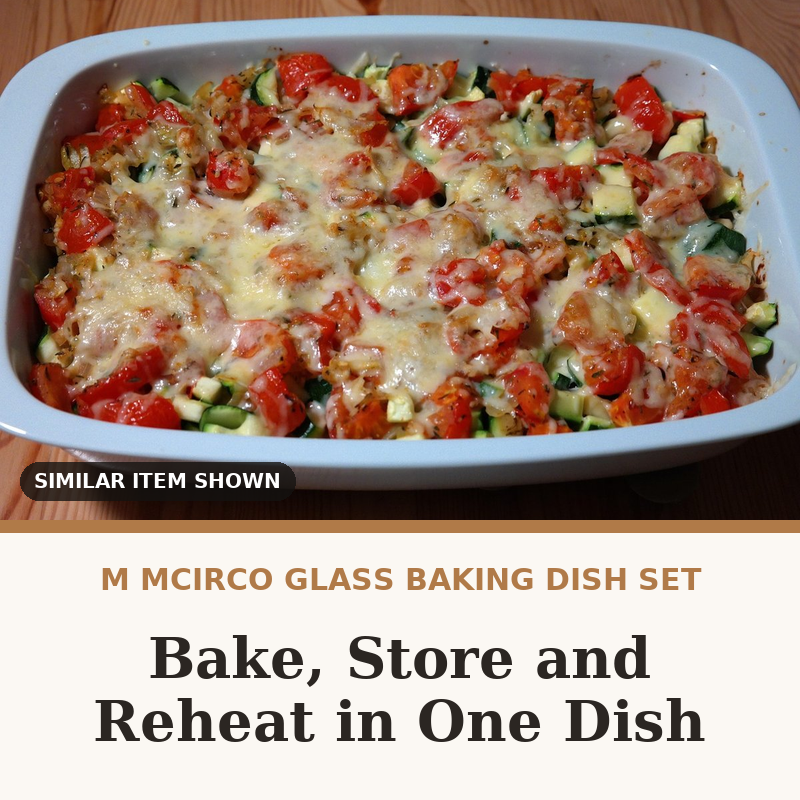 SIMILAR ITEM SHOWN
M MCIRCO GLASS BAKING DISH SET
Bake, Store and
Reheat in One Dish